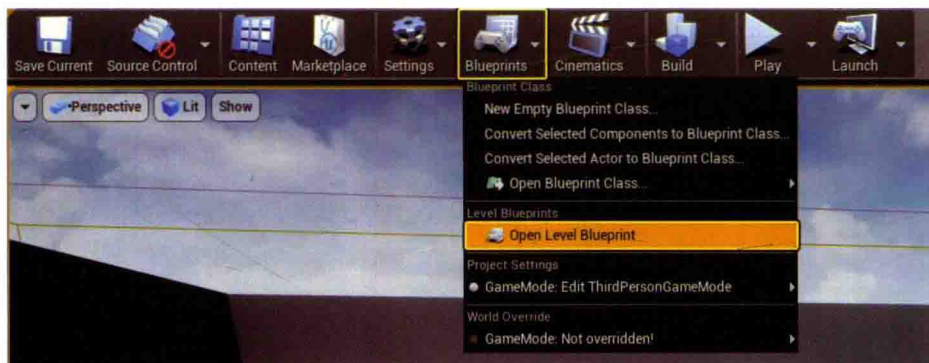 Save Current Source Control Content Marketplace Settings Blueprints Cinematics Build Play Launch
Perspective Lit Show
Blueprint Class
New Empty Blueprint Class...
Convert Selected Components to Blueprint Class...
Convert Selected Actor to Blueprint Class...
Open Blueprint Class...
Level Blueprints
Open Level Blueprint
Project Settings
GameMode: Edit ThirdPersonGameMode
World Override
GameMode: Not overridden!